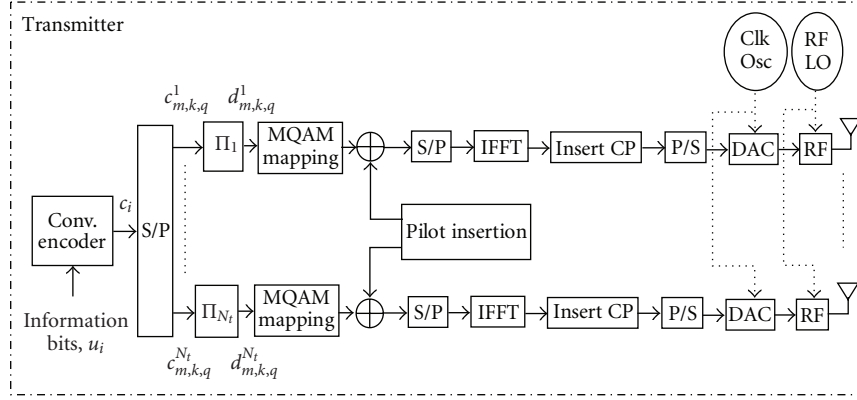 Transmitter
Clk
Osc
RF
LO
c^1_{m,k,q}
d^1_{m,k,q}
Π_1
MQAM
mapping
S/P
IFFT
Insert CP
P/S
DAC
RF
c_i
Conv.
encoder
S/P
Pilot insertion
Information
bits, u_i
Π_{N_t}
MQAM
mapping
S/P
IFFT
Insert CP
P/S
DAC
RF
c^{N_t}_{m,k,q}
d^{N_t}_{m,k,q}